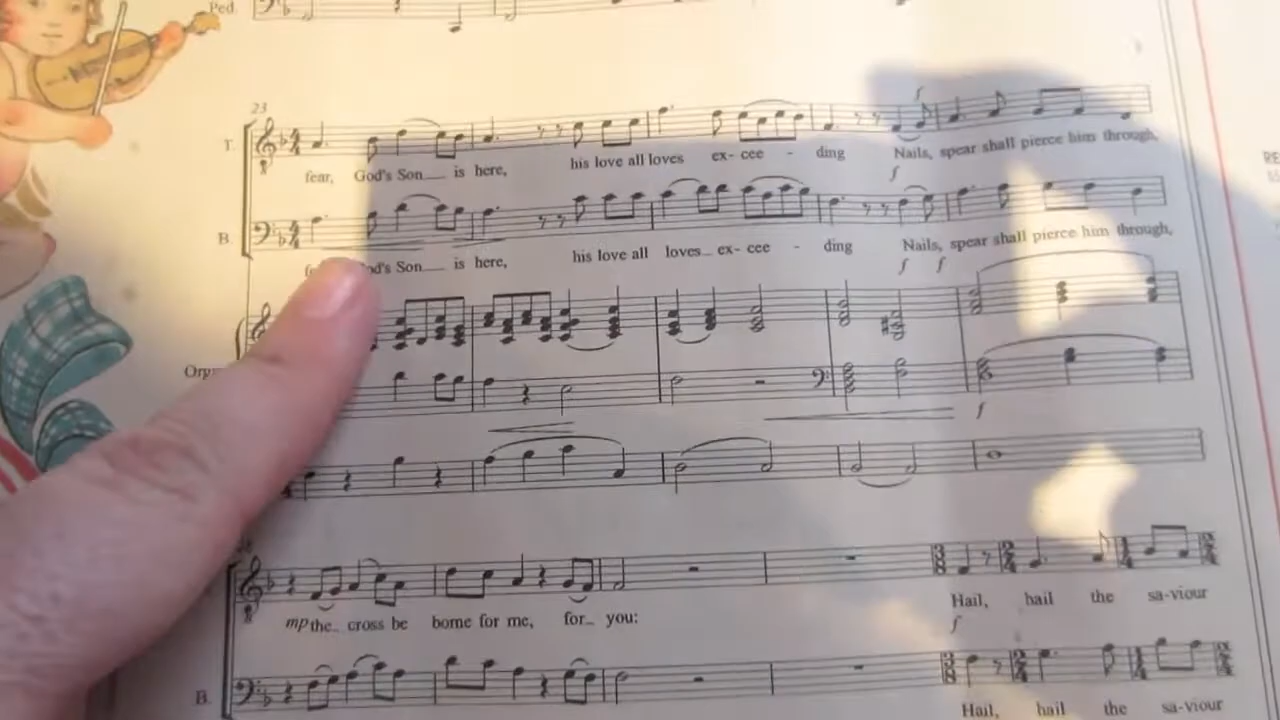 Ped
23
T.
fear, God's Son is here, his love all loves ex- cee - ding Nails, spear shall pierce him through,
f
f
B.
God's Son is here, his love all loves ex- cee - ding Nails, spear shall pierce him through,
f f
f
mp the cross be borne for me, for you: Hail, hail the sa-viour
f
B.
Hail, hail the sa-viour